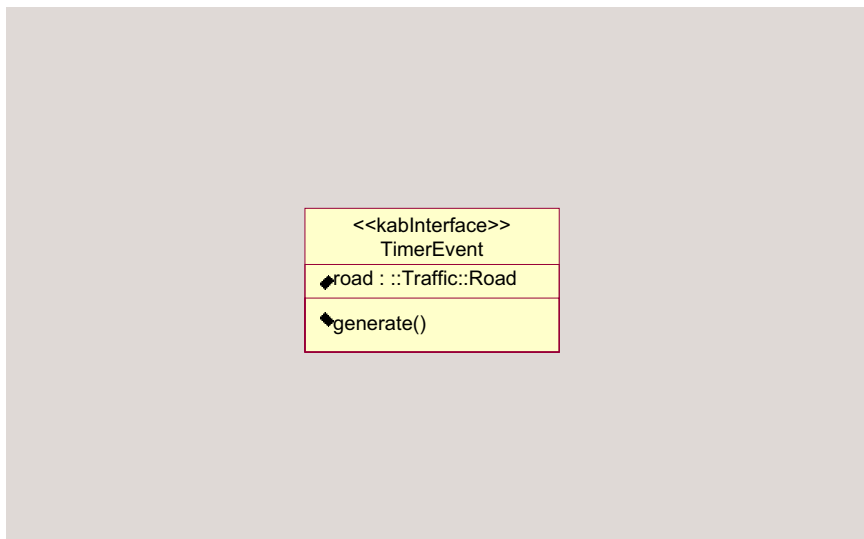 <<kabInterface>>
TimerEvent
road : ::Traffic::Road
generate()